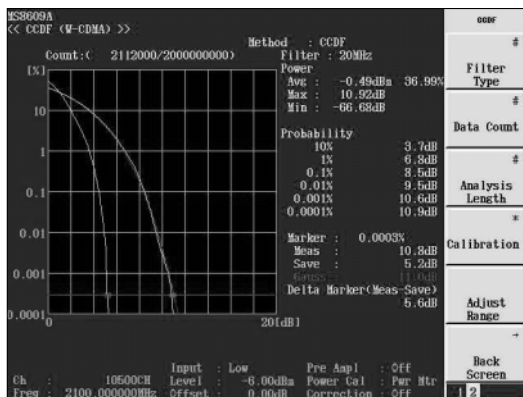 MS8609A
<< CCDF (W-CDMA) >>
Method : CCDF
Count:( 2112000/2000000000)
Filter : 20MHz
Power
Avg : -0.49dBm 36.99%
Max : 10.92dB
Min : -66.68dB
Probability
10% 3.7dB
1% 6.8dB
0.1% 8.5dB
0.01% 9.5dB
0.001% 10.6dB
0.0001% 10.9dB
Marker : 0.0003%
Meas : 10.8dB
Save : 5.2dB
Gauss : 11.0dB
Delta Marker(Meas-Save)
5.6dB
[%]
10
1
0.1
0.01
0.001
0.0001
0
20[dB]
Input : Low
Pre Ampl : Off
Ch : 10500CH
Level : -6.00dBm
Power Cal : Pwr Mtr
Freq : 2100.000000MHz
Offset : 0.00dB
Correction : Off
CCDF
#
Filter
Type
#
Data Count
#
Analysis
Length
*
Calibration
Adjust
Range
→
Back
Screen
1 2